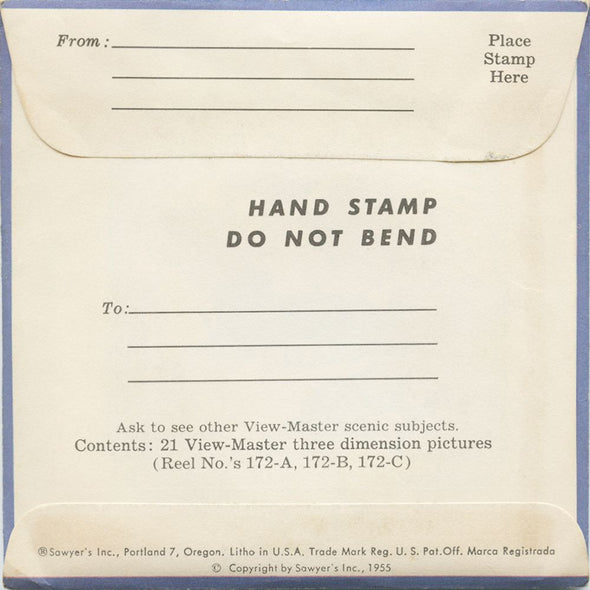 From:
Place
Stamp
Here
HAND STAMP
DO NOT BEND
To:
Ask to see other View-Master scenic subjects.
Contents: 21 View-Master three dimension pictures
(Reel No.'s 172-A, 172-B, 172-C)
®Sawyer's Inc., Portland 7, Oregon. Litho in U.S.A. Trade Mark Reg. U. S. Pat.Off. Marca Registrada
© Copyright by Sawyer's Inc., 1955